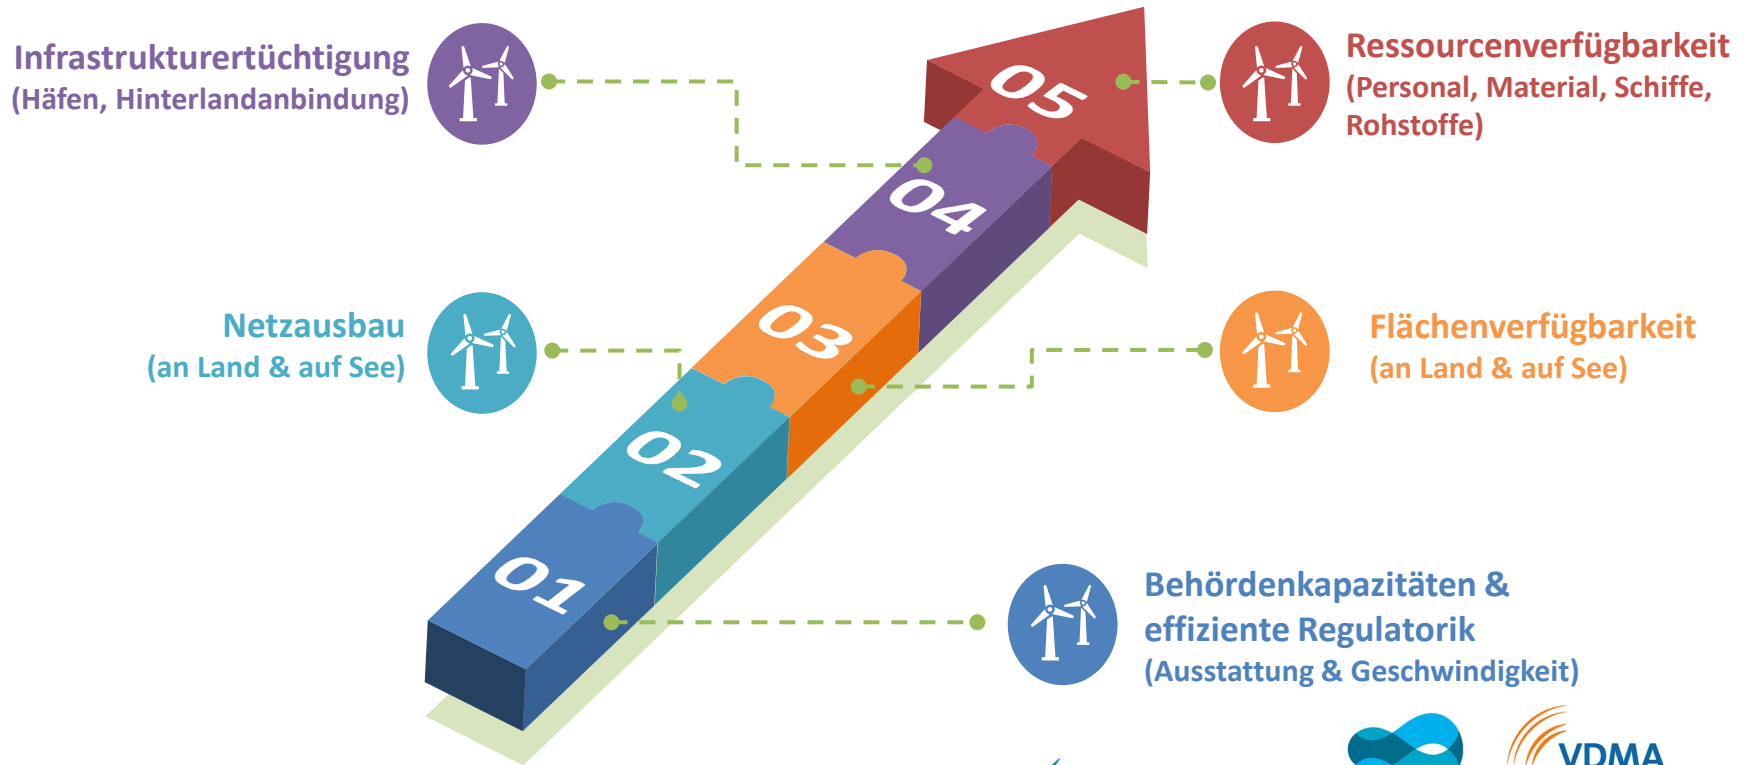 Infrastrukturertüchtigung
(Häfen, Hinterlandanbindung)
05
Ressourcenverfügbarkeit
(Personal, Material, Schiffe,
Rohstoffe)
04
Netzausbau
(an Land & auf See)
03
Flächenverfügbarkeit
(an Land & auf See)
02
01
Behördenkapazitäten &
effiziente Regulatorik
(Ausstattung & Geschwindigkeit)
VDMA